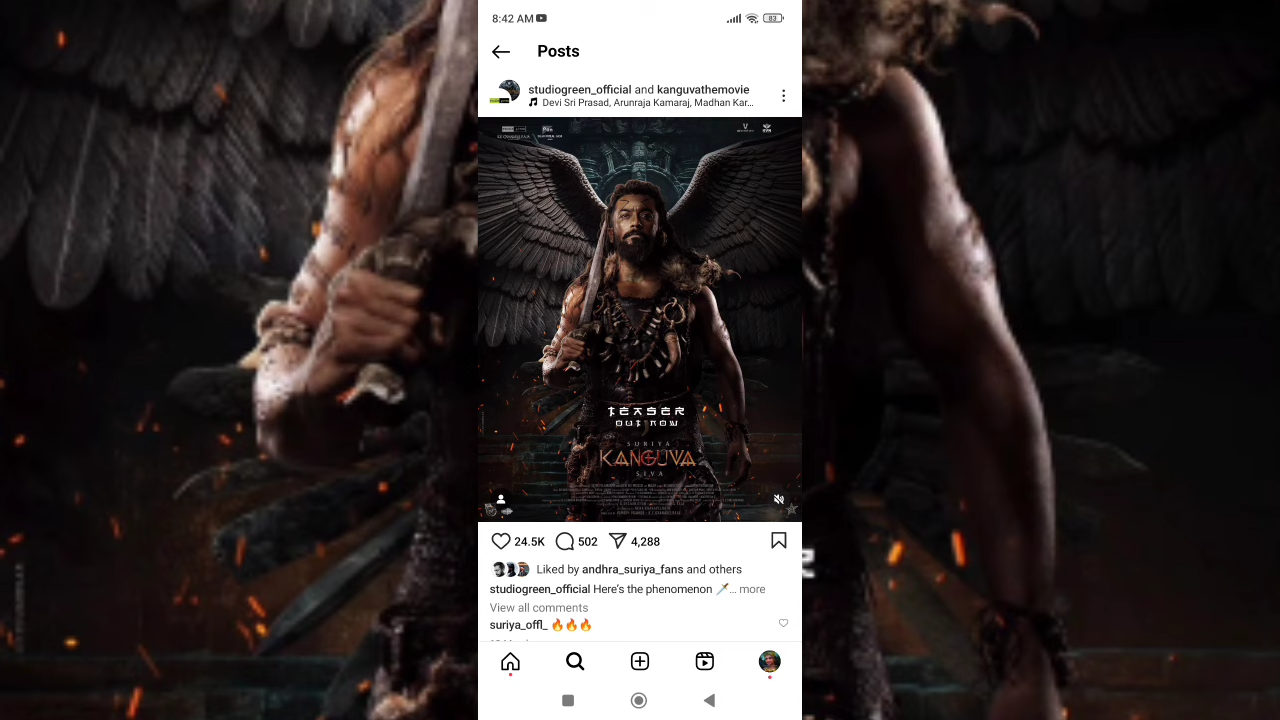 8:42 AM
83
Posts
studiogreen_official and kanguvathemovie
Devi Sri Prasad, Arunraja Kamaraj, Madhan Kar...
TEASER
OUT NOW
SURIYA
KANGUVA
SIVA
24.5K
502
4,288
Liked by andhra_suriya_fans and others
studiogreen_official Here's the phenomenon 🗡️... more
View all comments
suriya_offl_ 🔥🔥🔥